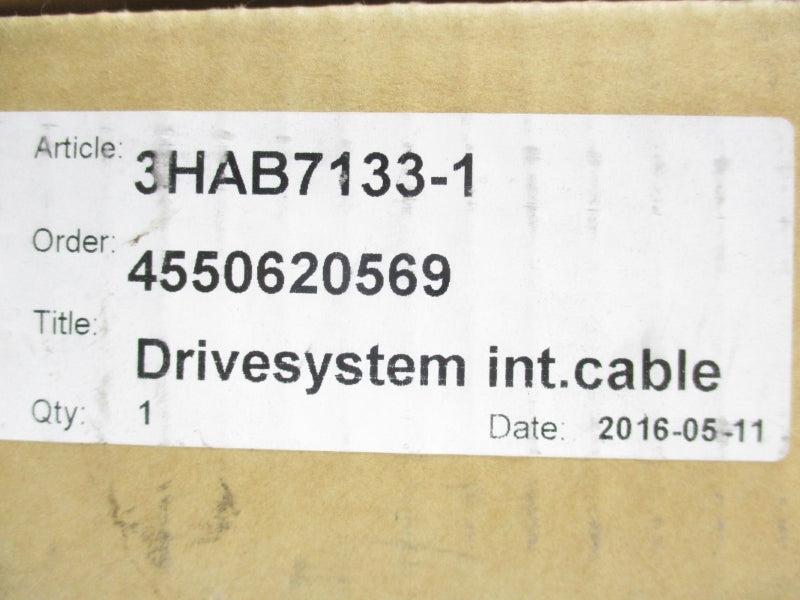 Article: 3HAB7133-1
Order: 4550620569
Title: Drivesystem int.cable
Qty: 1 Date: 2016-05-11